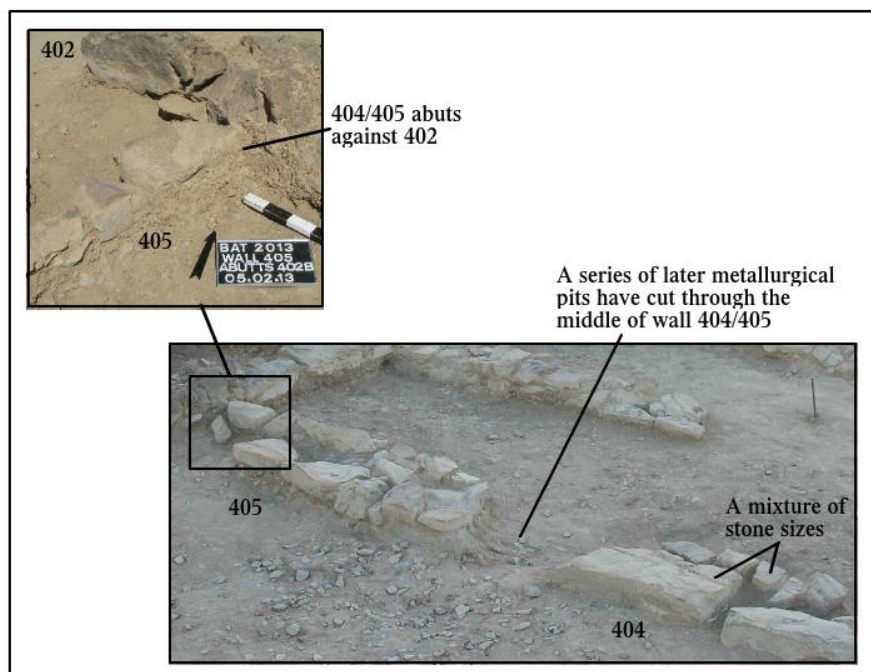 402
404/405 abuts
against 402
405
BAT 2013
WALL 405
ABUTTS 402B
05.02.13
A series of later metallurgical
pits have cut through the
middle of wall 404/405
405
A mixture of
stone sizes
404